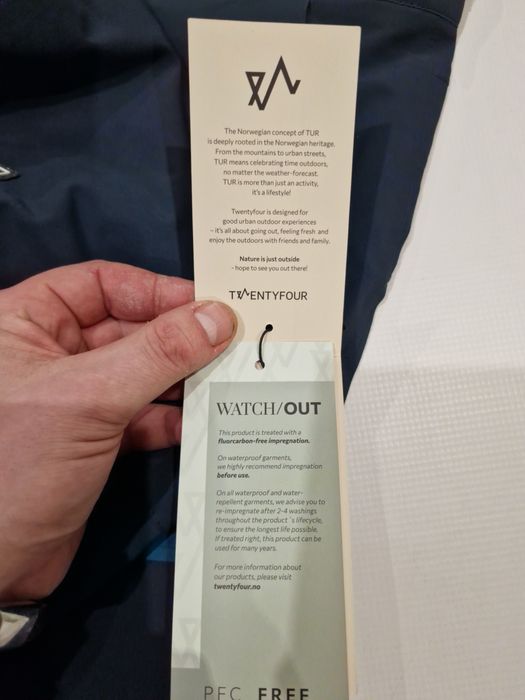 The Norwegian concept of TUR
is deeply rooted in the Norwegian heritage.
From the mountains to urban streets,
TUR means celebrating time outdoors,
no matter the weather-forecast.
TUR is more than just an activity,
it's a lifestyle!
Twentyfour is designed for
good urban outdoor experiences
– it's all about going out, feeling fresh and
enjoy the outdoors with friends and family.
Nature is just outside
– hope to see you out there!
TWENTYFOUR
WATCH/OUT
This product is treated with a
fluorcarbon-free impregnation.
On waterproof garments,
we highly recommend impregnation
before use.
On all waterproof and water-
repellent garments, we advise you to
re-impregnate after 2-4 washings
throughout the product`s lifecycle,
to ensure the longest life possible.
If treated right, this product can be
used for many years.
For more information about
our products, please visit
twentyfour.no
PFC FREE